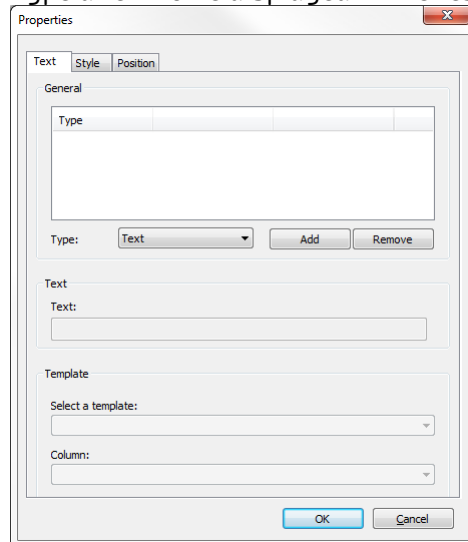 Properties
Text Style Position
General
Type
Type: Text Add Remove
Text
Text:
Template
Select a template:
Column:
OK Cancel